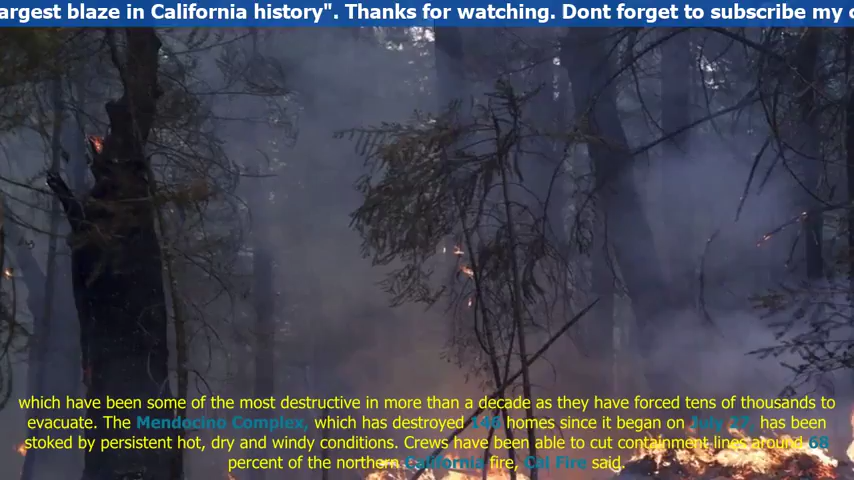 argest blaze in California history". Thanks for watching. Dont forget to subscribe my
which have been some of the most destructive in more than a decade as they have forced tens of thousands to
evacuate. The Mendocino Complex, which has destroyed 146 homes since it began on July 27, has been
stoked by persistent hot, dry and windy conditions. Crews have been able to cut containment lines around 68
percent of the northern California fire, Cal Fire said.